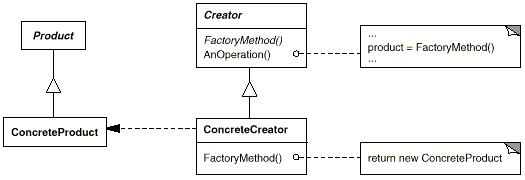 Creator
Product
FactoryMethod()
AnOperation()
...
product = FactoryMethod()
...
ConcreteProduct
ConcreteCreator
FactoryMethod()
return new ConcreteProduct